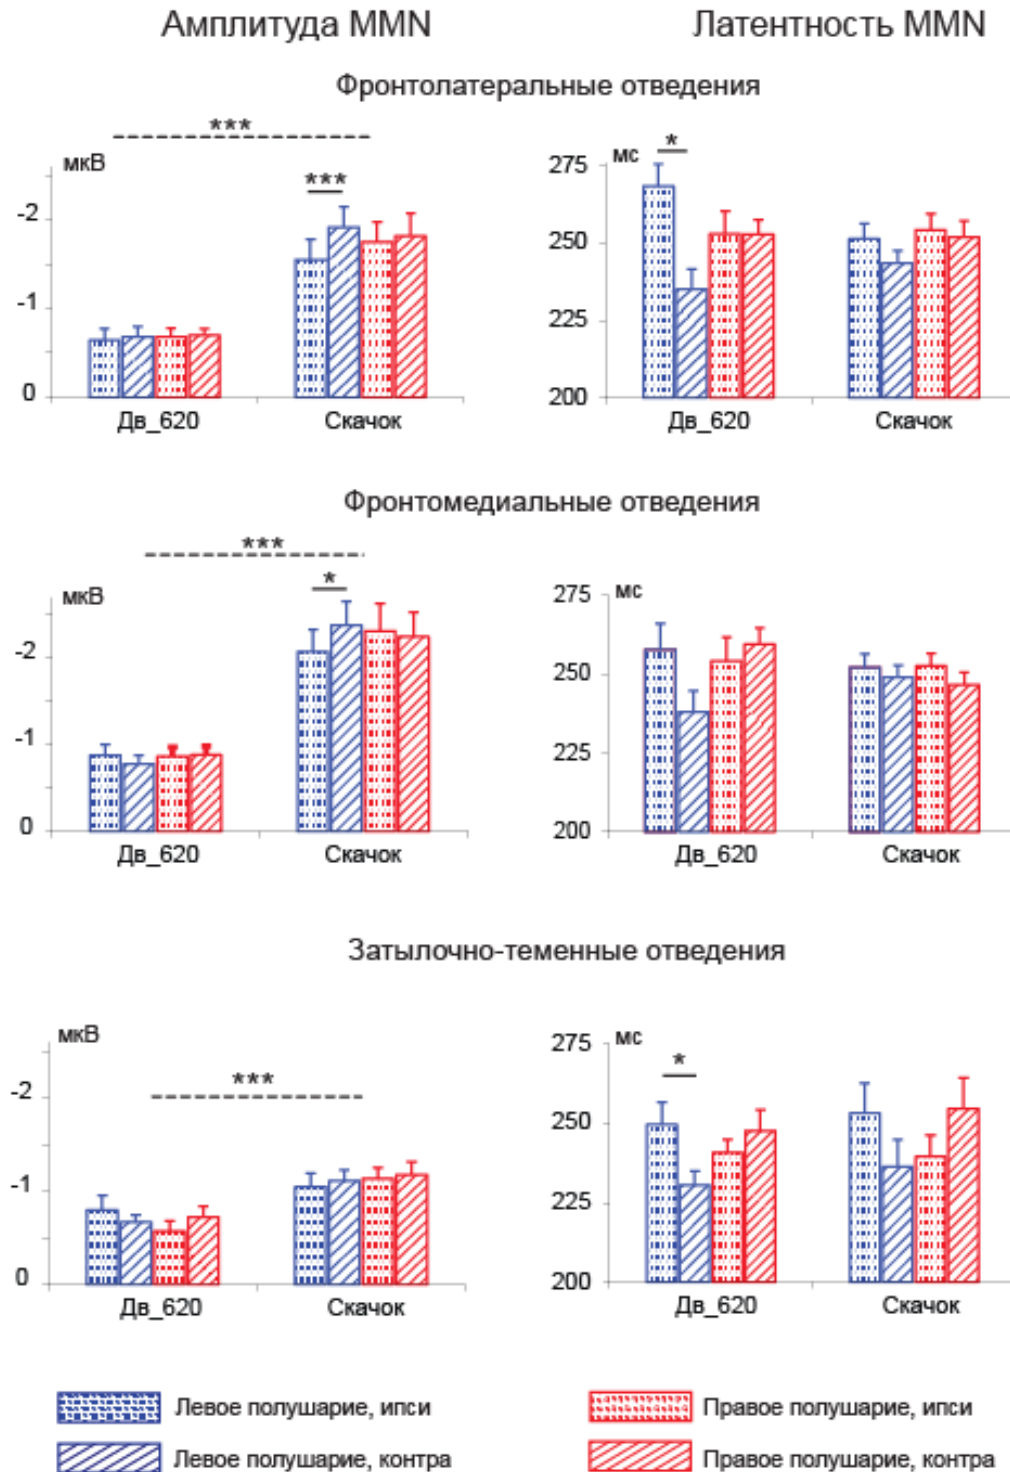 Амплитуда MMN
Латентность MMN
Фронтолатеральные отведения
***
мкВ
***
-2
-1
0
Дв_620
Скачок
мс
*
275
250
225
200
Дв_620
Скачок
Фронтомедиальные отведения
***
мкВ
*
-2
-1
0
Дв_620
Скачок
мс
275
250
225
200
Дв_620
Скачок
Затылочно-теменные отведения
мкВ
***
-2
-1
0
Дв_620
Скачок
мс
*
275
250
225
200
Дв_620
Скачок
Левое полушарие, ипси
Правое полушарие, ипси
Левое полушарие, контра
Правое полушарие, контра